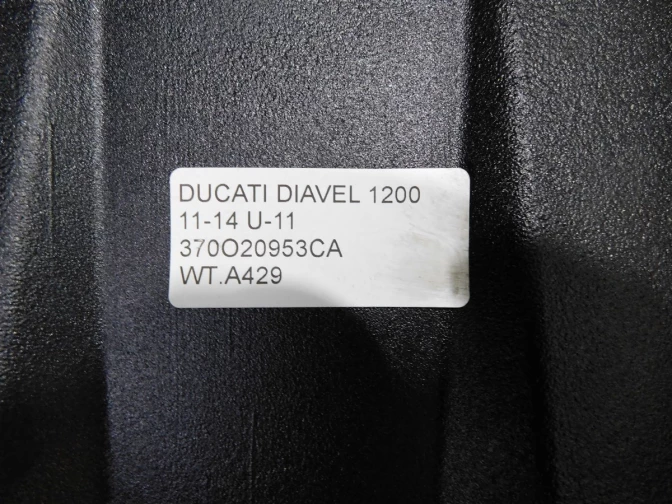 DUCATI DIAVEL 1200
11-14 U-11
370O20953CA
WT.A429